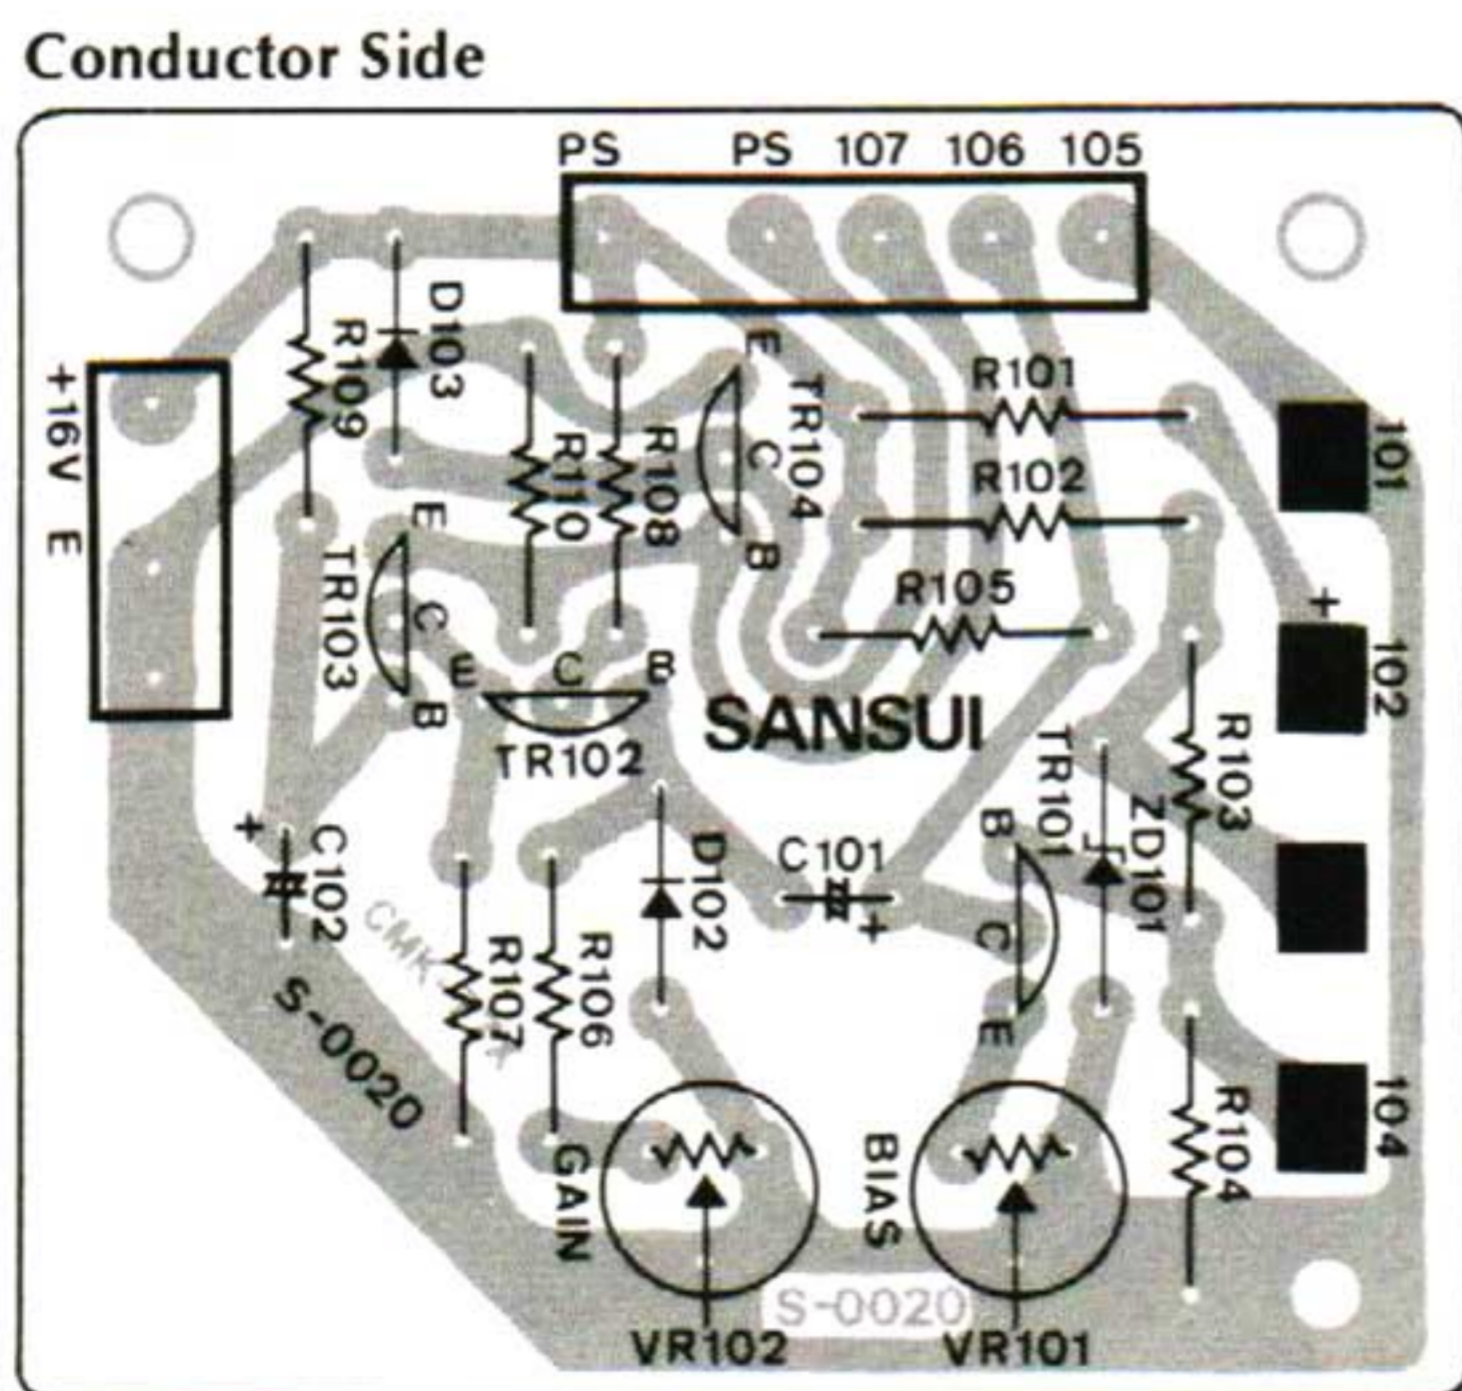 Conductor Side
PS PS 107 106 105
+16V E
R109
D103
R110
R108
E
C
B
TR104
R101
R102
R105
101
+
102
104
E
C
B
TR103
E C B
TR102
SANSUI
TR101
B
C
E
ZD101
R103
R104
+
C102
C101
+
D102
CMK
R107
R106
S-0020
GAIN
BIAS
S-0020
VR102
VR101